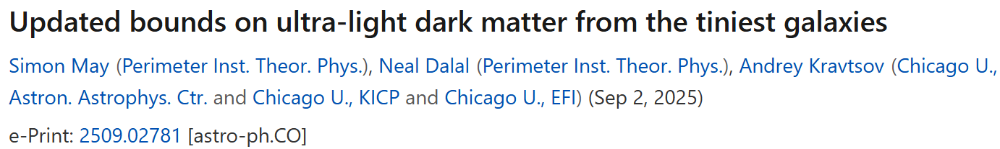 Updated bounds on ultra-light dark matter from the tiniest galaxies
Simon May (Perimeter Inst. Theor. Phys.), Neal Dalal (Perimeter Inst. Theor. Phys.), Andrey Kravtsov (Chicago U.,
Astron. Astrophys. Ctr. and Chicago U., KICP and Chicago U., EFI) (Sep 2, 2025)
e-Print: 2509.02781 [astro-ph.CO]